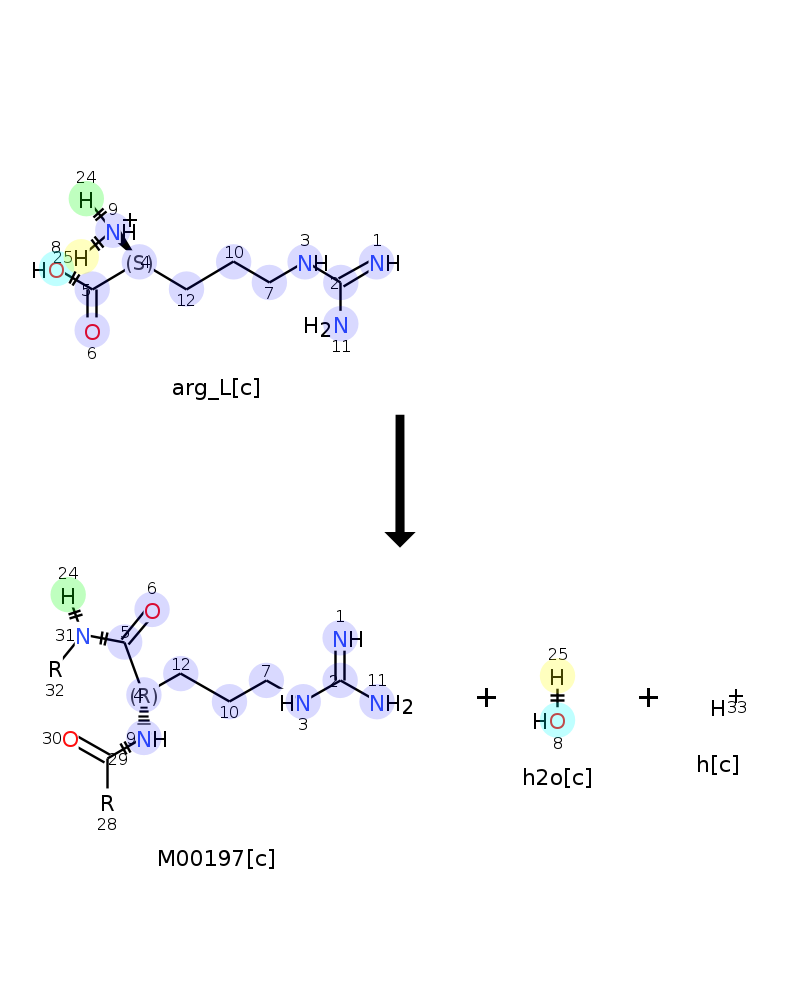 24
H
9
+
NH
8
25
H
HO
(S)
4
5
6
O
12
10
7
3
NH
2
1
NH
H2N
11
arg_L[c]
24
H
31
N
R
32
5
6
O
(R)
4
12
10
7
HN
3
2
1
NH
11
NH2
9
NH
30
O
29
R
28
M00197[c]
+
25
H
HO
8
h2o[c]
+
H+
33
h[c]